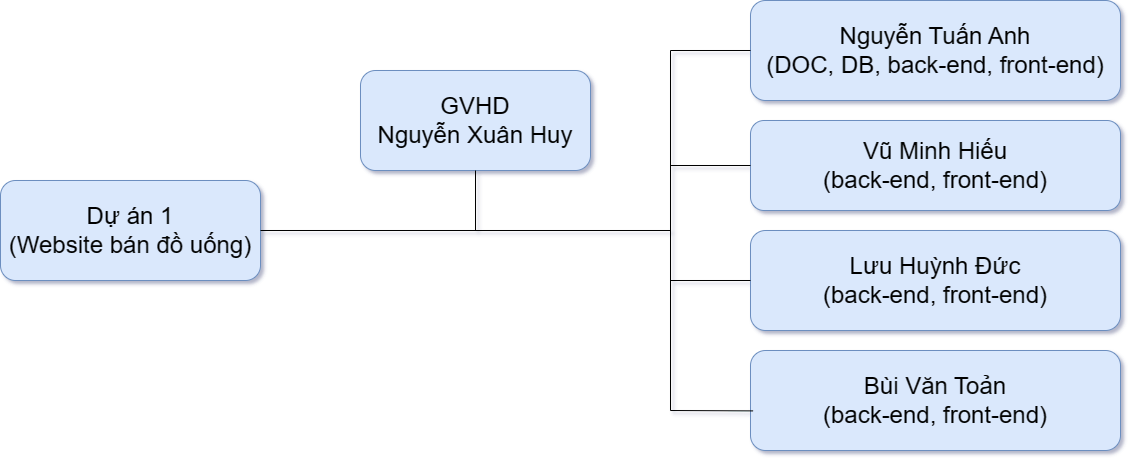 Dự án 1
(Website bán đồ uống)
GVHD
Nguyễn Xuân Huy
Nguyễn Tuấn Anh
(DOC, DB, back-end, front-end)
Vũ Minh Hiếu
(back-end, front-end)
Lưu Huỳnh Đức
(back-end, front-end)
Bùi Văn Toản
(back-end, front-end)